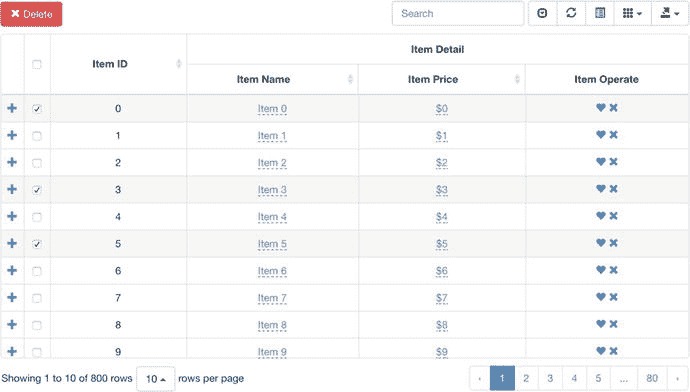 Delete Search
Item ID Item Detail
Item Name Item Price Item Operate
0 Item 0 $0
1 Item 1 $1
2 Item 2 $2
3 Item 3 $3
4 Item 4 $4
5 Item 5 $5
6 Item 6 $6
7 Item 7 $7
8 Item 8 $8
9 Item 9 $9
Showing 1 to 10 of 800 rows 10 rows per page ‹ 1 2 3 4 5 ... 80 ›